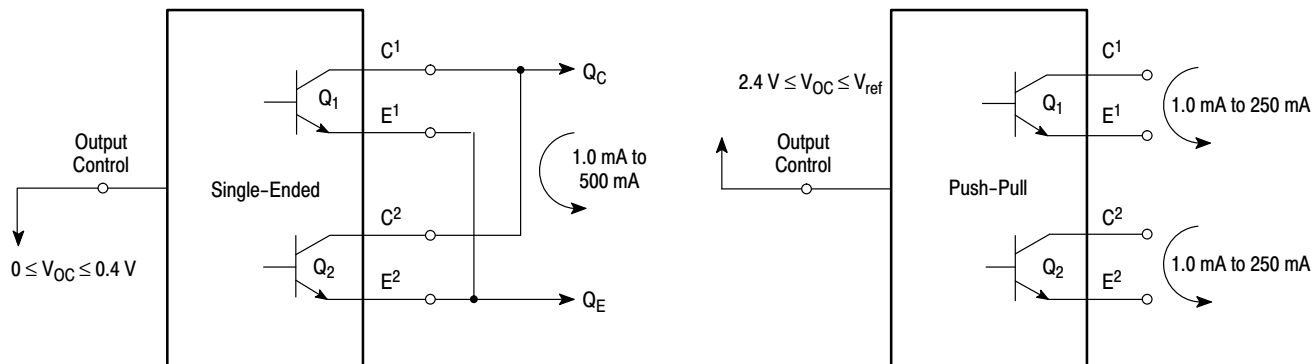 C1
QC
Q1
E1
Output
Control
1.0 mA to
500 mA
Single-Ended
C2
0 ≤ VOC ≤ 0.4 V
Q2
E2
QE
C1
2.4 V ≤ VOC ≤ Vref
Q1
1.0 mA to 250 mA
E1
Output
Control
Push-Pull
C2
Q2
1.0 mA to 250 mA
E2